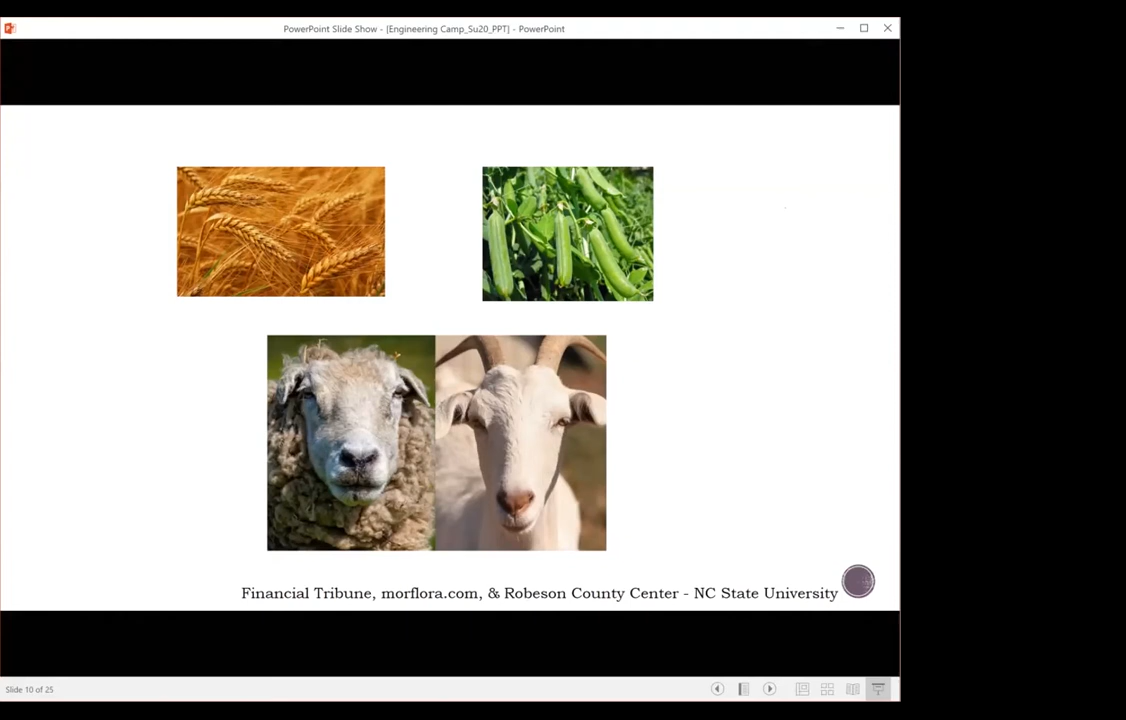 PowerPoint Slide Show - [Engineering Camp_Su20_PPT] - PowerPoint
Financial Tribune, morflora.com, & Robeson County Center - NC State University
Slide 10 of 25